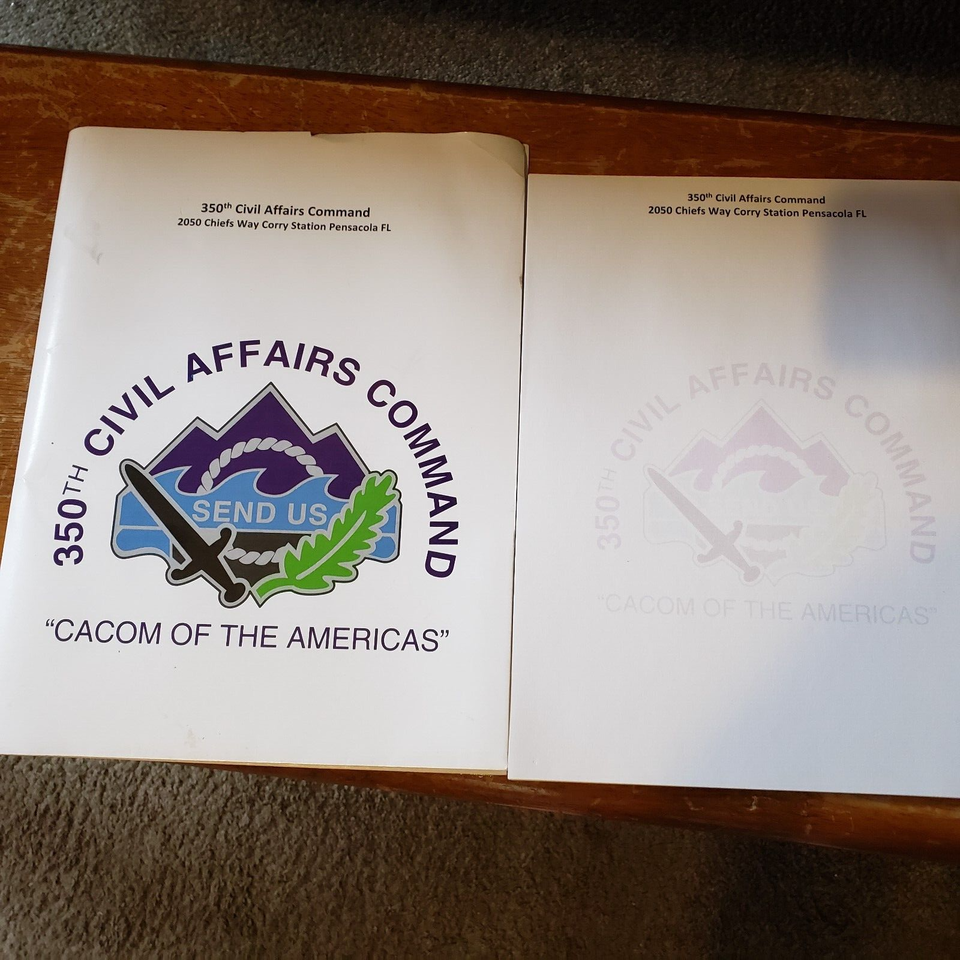 350th Civil Affairs Command
2050 Chiefs Way Corry Station Pensacola FL
350TH CIVIL AFFAIRS COMMAND
SEND US
“CACOM OF THE AMERICAS”
350th Civil Affairs Command
2050 Chiefs Way Corry Station Pensacola FL
350TH CIVIL AFFAIRS COMMAND
“CACOM OF THE AMERICAS”